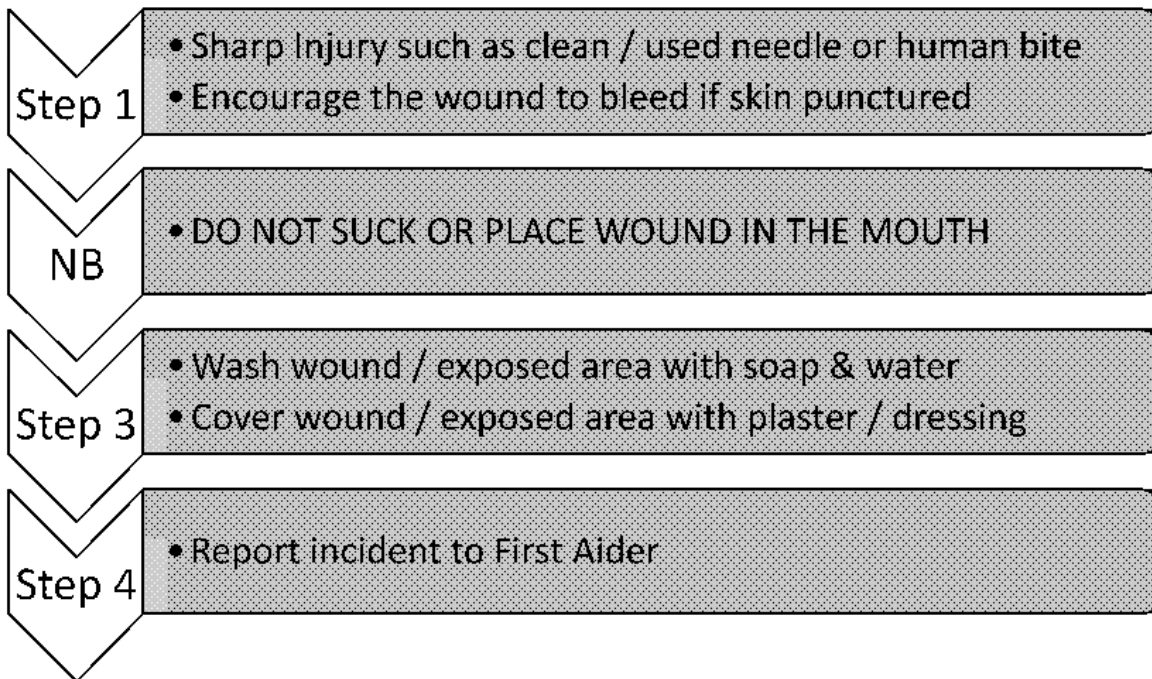 Step 1
• Sharp Injury such as clean / used needle or human bite
• Encourage the wound to bleed if skin punctured
NB
• DO NOT SUCK OR PLACE WOUND IN THE MOUTH
Step 3
• Wash wound / exposed area with soap & water
• Cover wound / exposed area with plaster / dressing
Step 4
• Report incident to First Aider